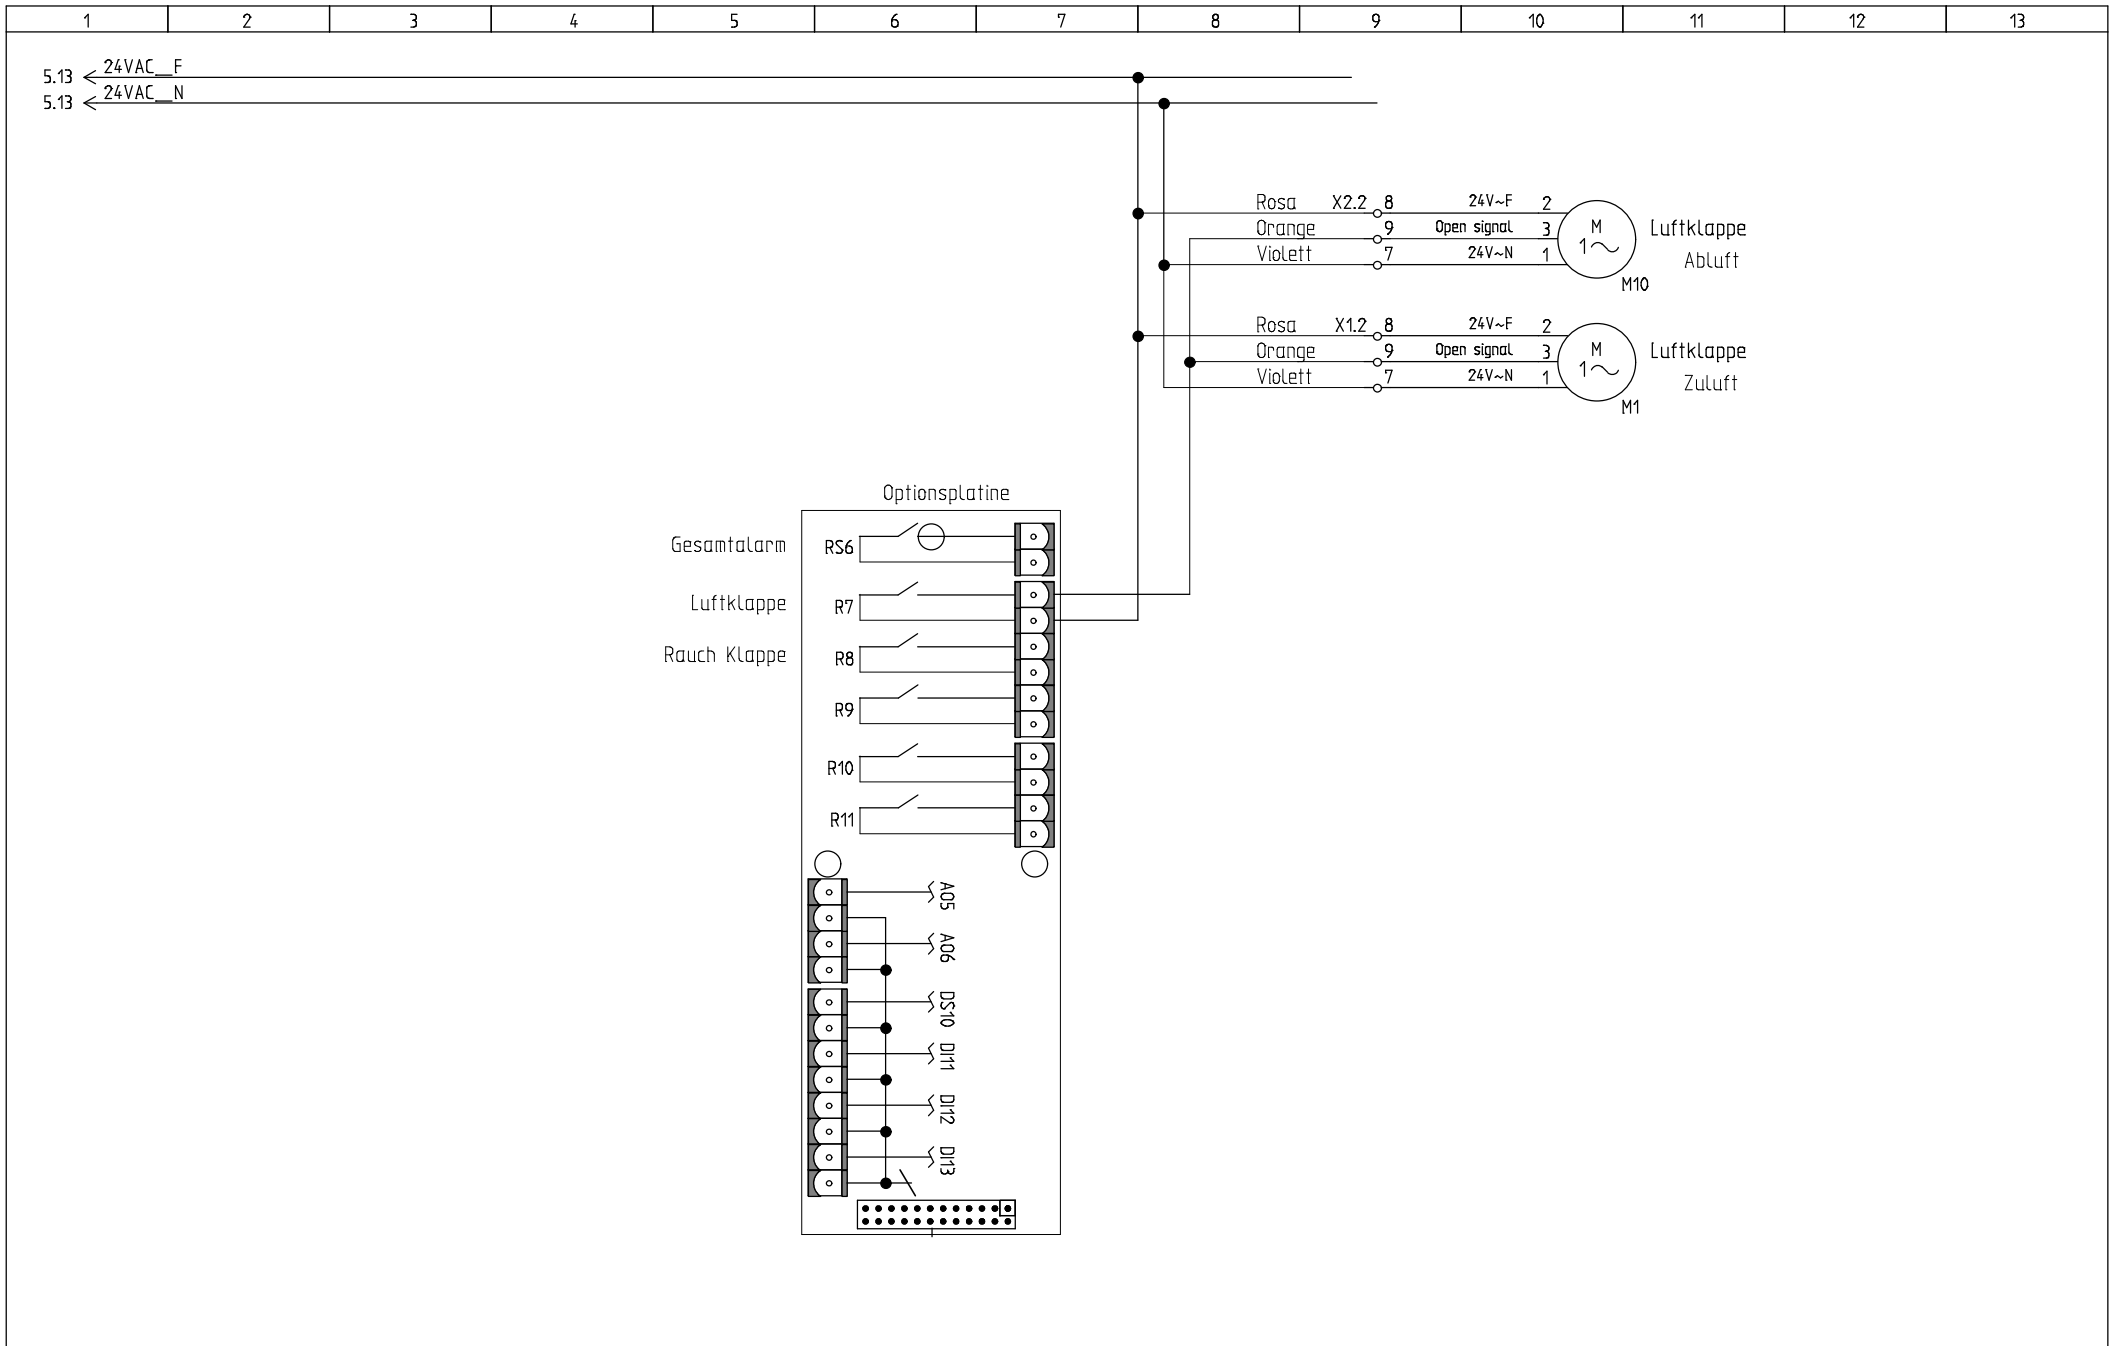 1 2 3 4 5 6 7 8 9 10 11 12 13
5.13 24VAC__F
5.13 24VAC__N
Rosa X2.2 8 24V~F 2
Orange 9 Open signal 3
Violett 7 24V~N 1
M
1~
Luftklappe
Abluft
M10
Rosa X1.2 8 24V~F 2
Orange 9 Open signal 3
Violett 7 24V~N 1
M
1~
Luftklappe
Zuluft
M1
Optionsplatine
Gesamtalarm RS6
Luftklappe R7
Rauch Klappe R8
R9
R10
R11
AO5
AO6
DS10
DI11
DI12
DI13